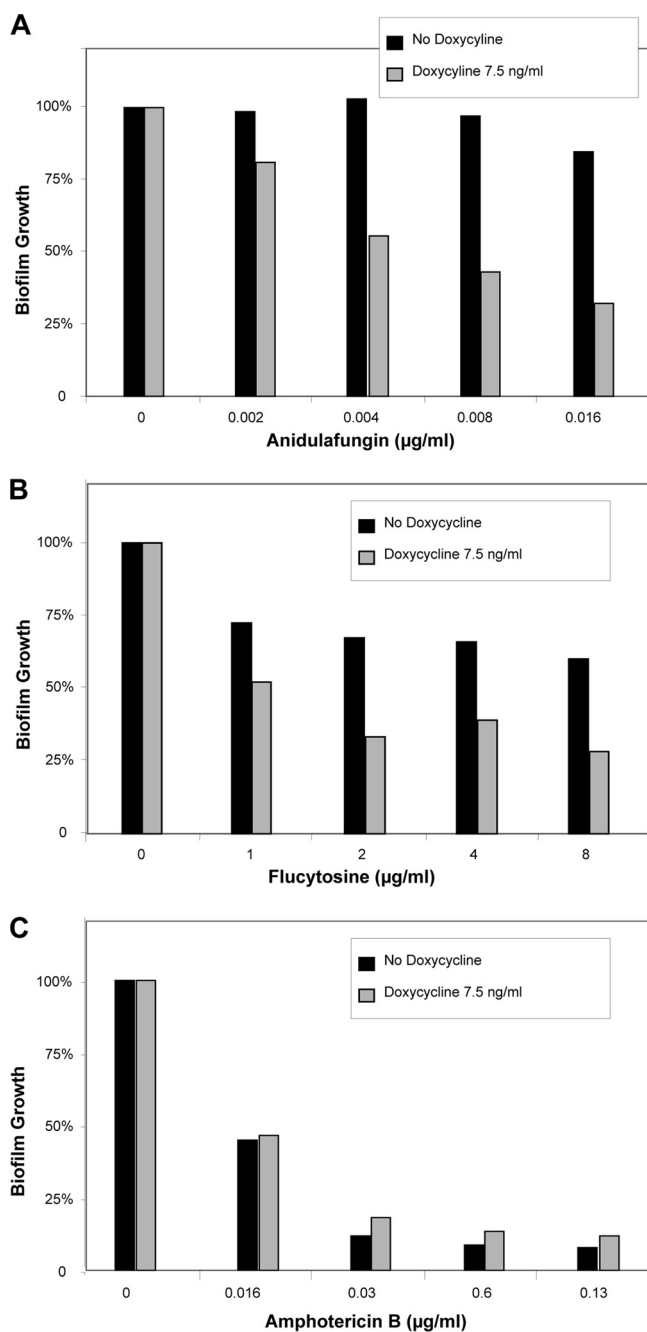 A
No Doxycyline
Doxycyline 7.5 ng/ml
100%
75%
50%
25%
0
Biofilm Growth
0 0.002 0.004 0.008 0.016
Anidulafungin (µg/ml)
B
No Doxycycline
Doxycycline 7.5 ng/ml
100%
75%
50%
25%
0
Biofilm Growth
0 1 2 4 8
Flucytosine (µg/ml)
C
No Doxycycline
Doxycycline 7.5 ng/ml
100%
75%
50%
25%
0
Biofilm Growth
0 0.016 0.03 0.6 0.13
Amphotericin B (µg/ml)